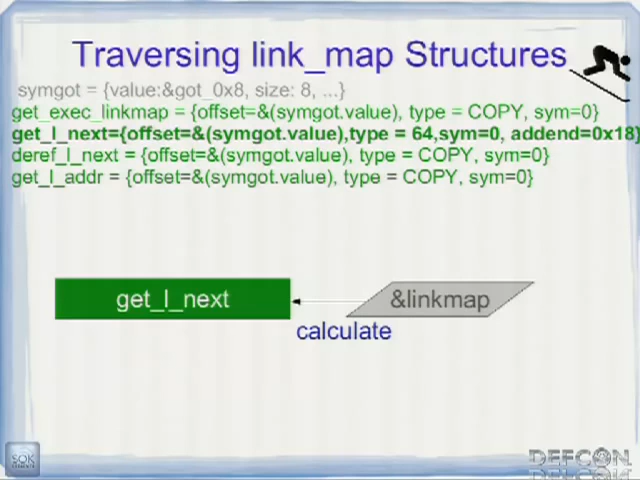 Traversing link_map Structures
symgot = {value:&got_0x8, size: 8, ...}
get_exec_linkmap = {offset=&(symgot.value), type = COPY, sym=0}
get_l_next={offset=&(symgot.value),type = 64,sym=0, addend=0x18}
deref_l_next = {offset=&(symgot.value), type = COPY, sym=0}
get_l_addr = {offset=&(symgot.value), type = COPY, sym=0}
get_l_next
&linkmap
calculate
SOK
DEFCON